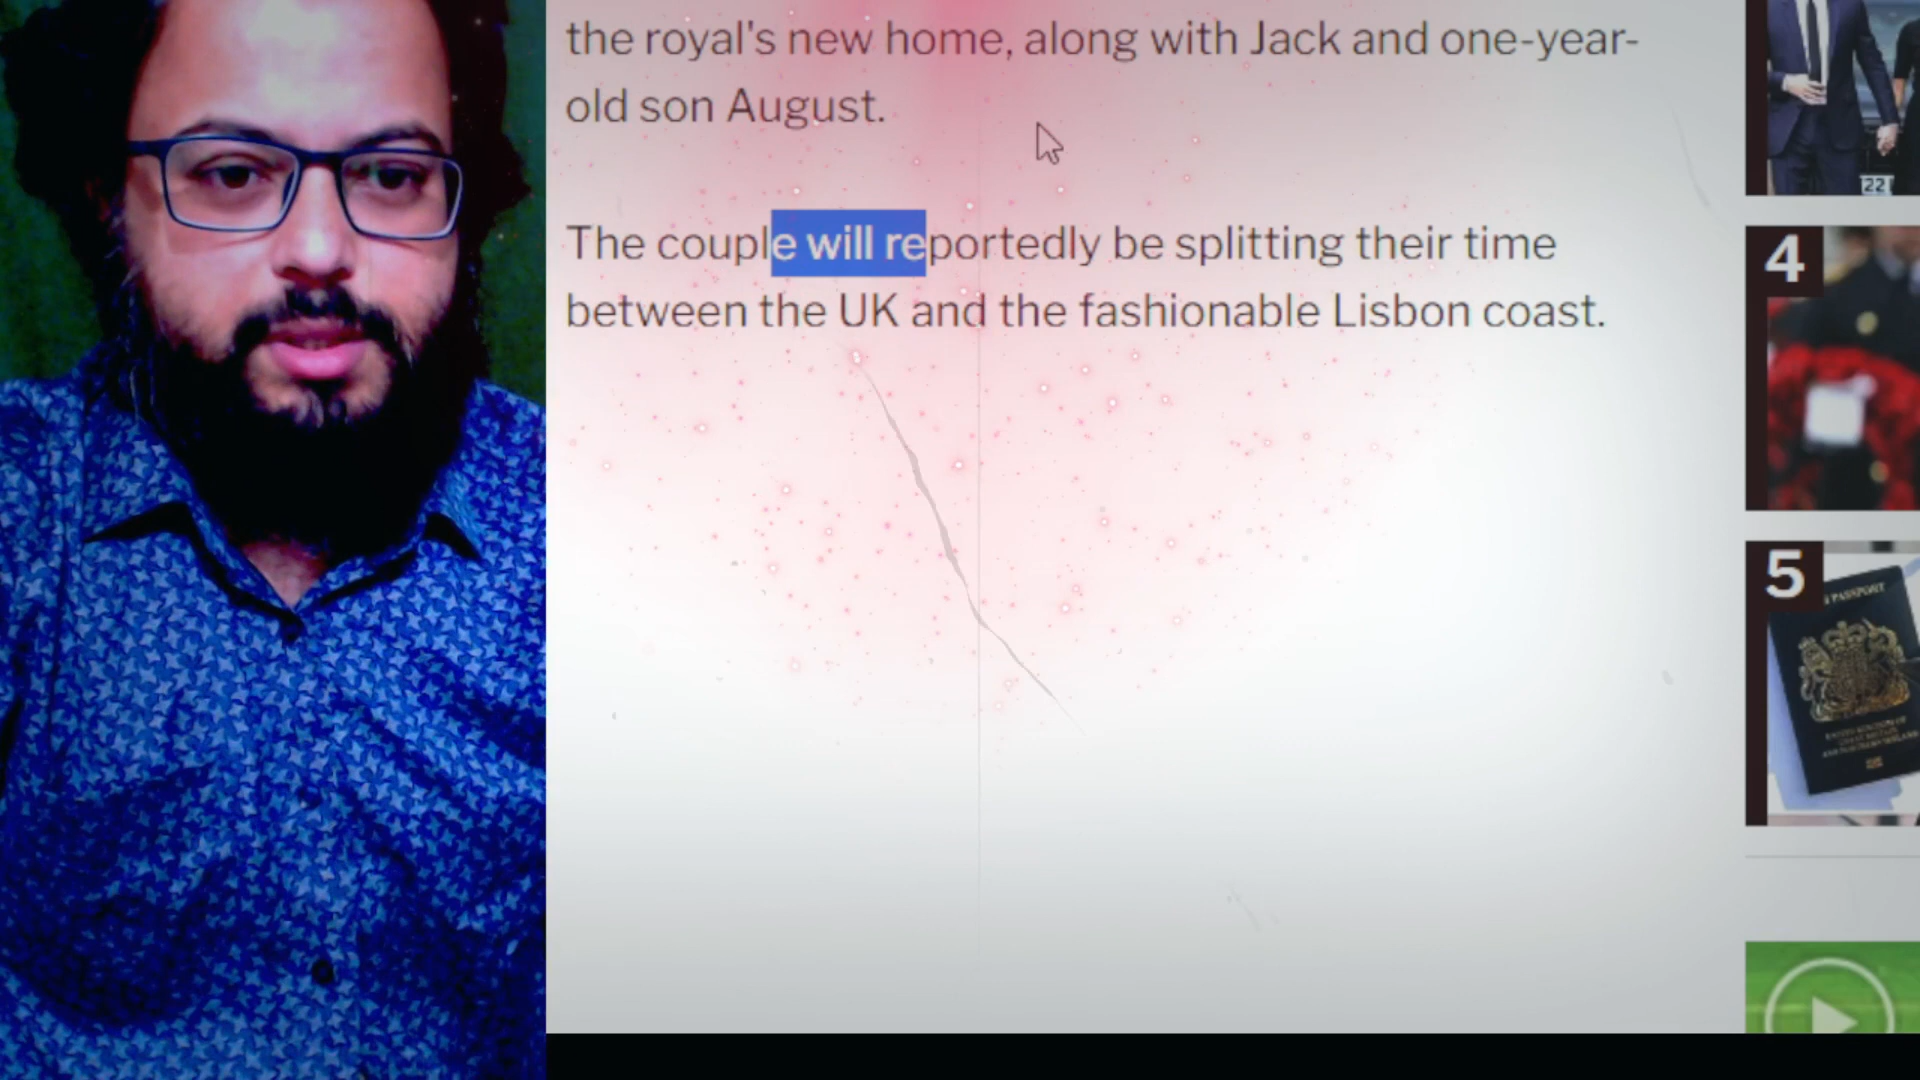 the royal's new home, along with Jack and one-year-
old son August.
The couple will reportedly be splitting their time
between the UK and the fashionable Lisbon coast.
22
4
5
PASSPORT